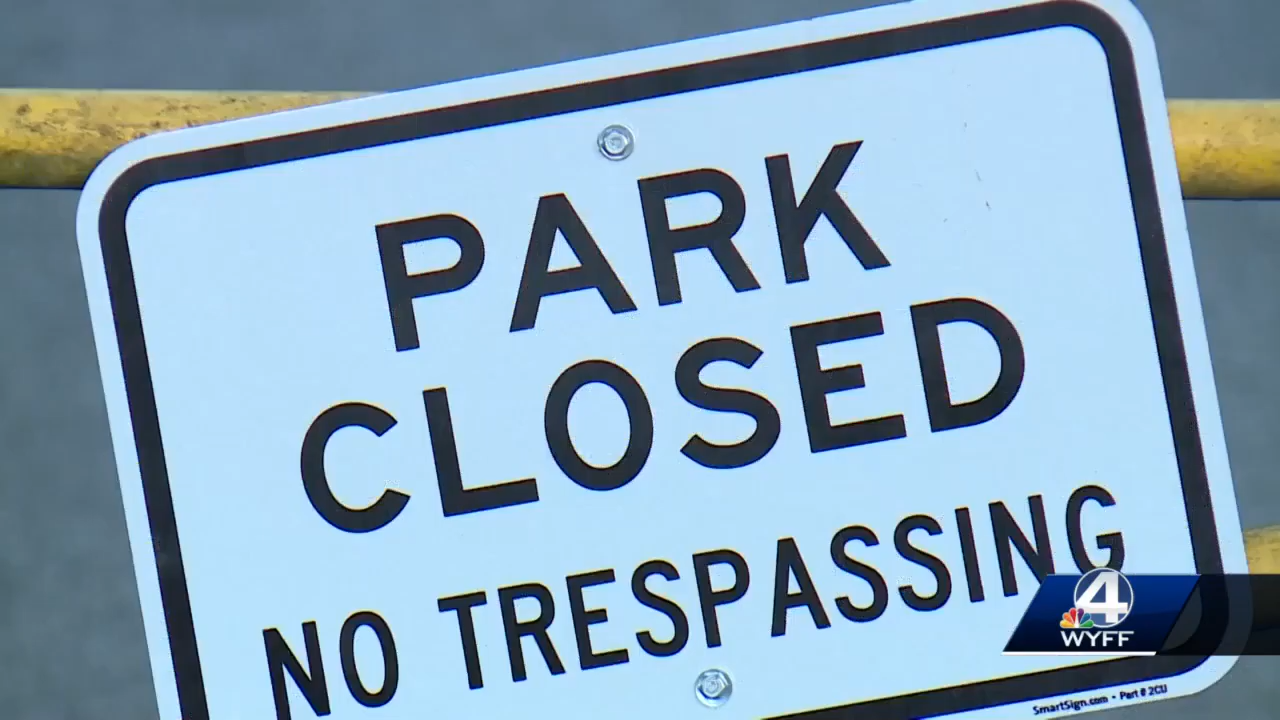 PARK
CLOSED
NO TRESPASSING
4
WYFF
SmartSign.com • Part # 2CU